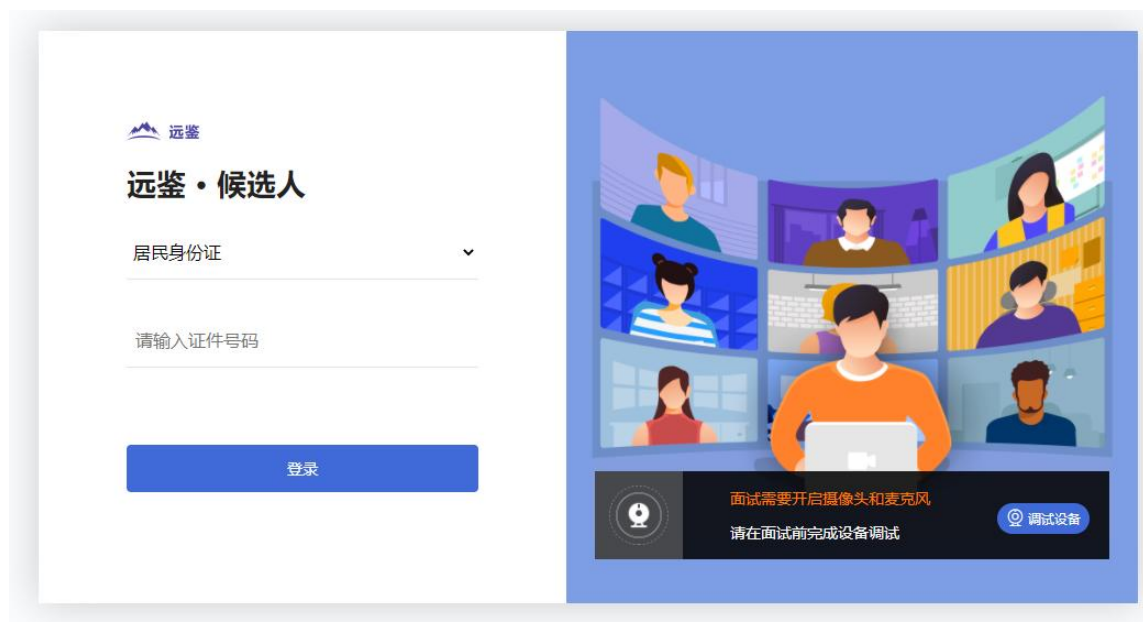 远鉴
远鉴·候选人
居民身份证
请输入证件号码
登录
面试需要开启摄像头和麦克风
请在面试前完成设备调试
调试设备